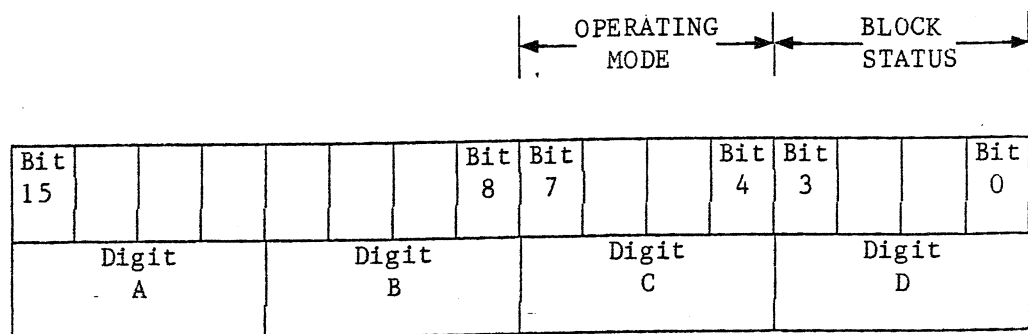 OPERATING BLOCK
MODE STATUS
Bit Bit Bit Bit Bit Bit
15 8 7 4 3 0
Digit Digit Digit Digit
A B C D